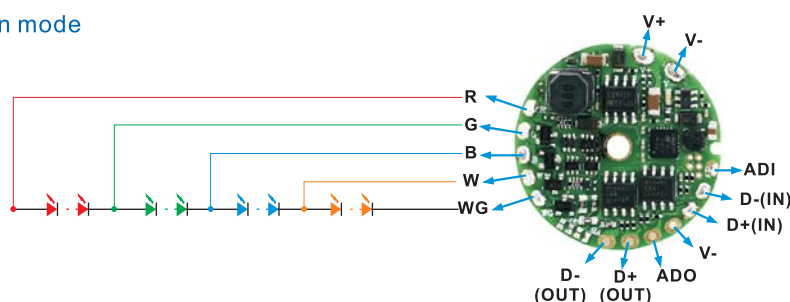 n mode
V+
V-
R
G
B
W
WG
ADI
D-(IN)
D+(IN)
V-
ADO
D+
(OUT)
D-
(OUT)